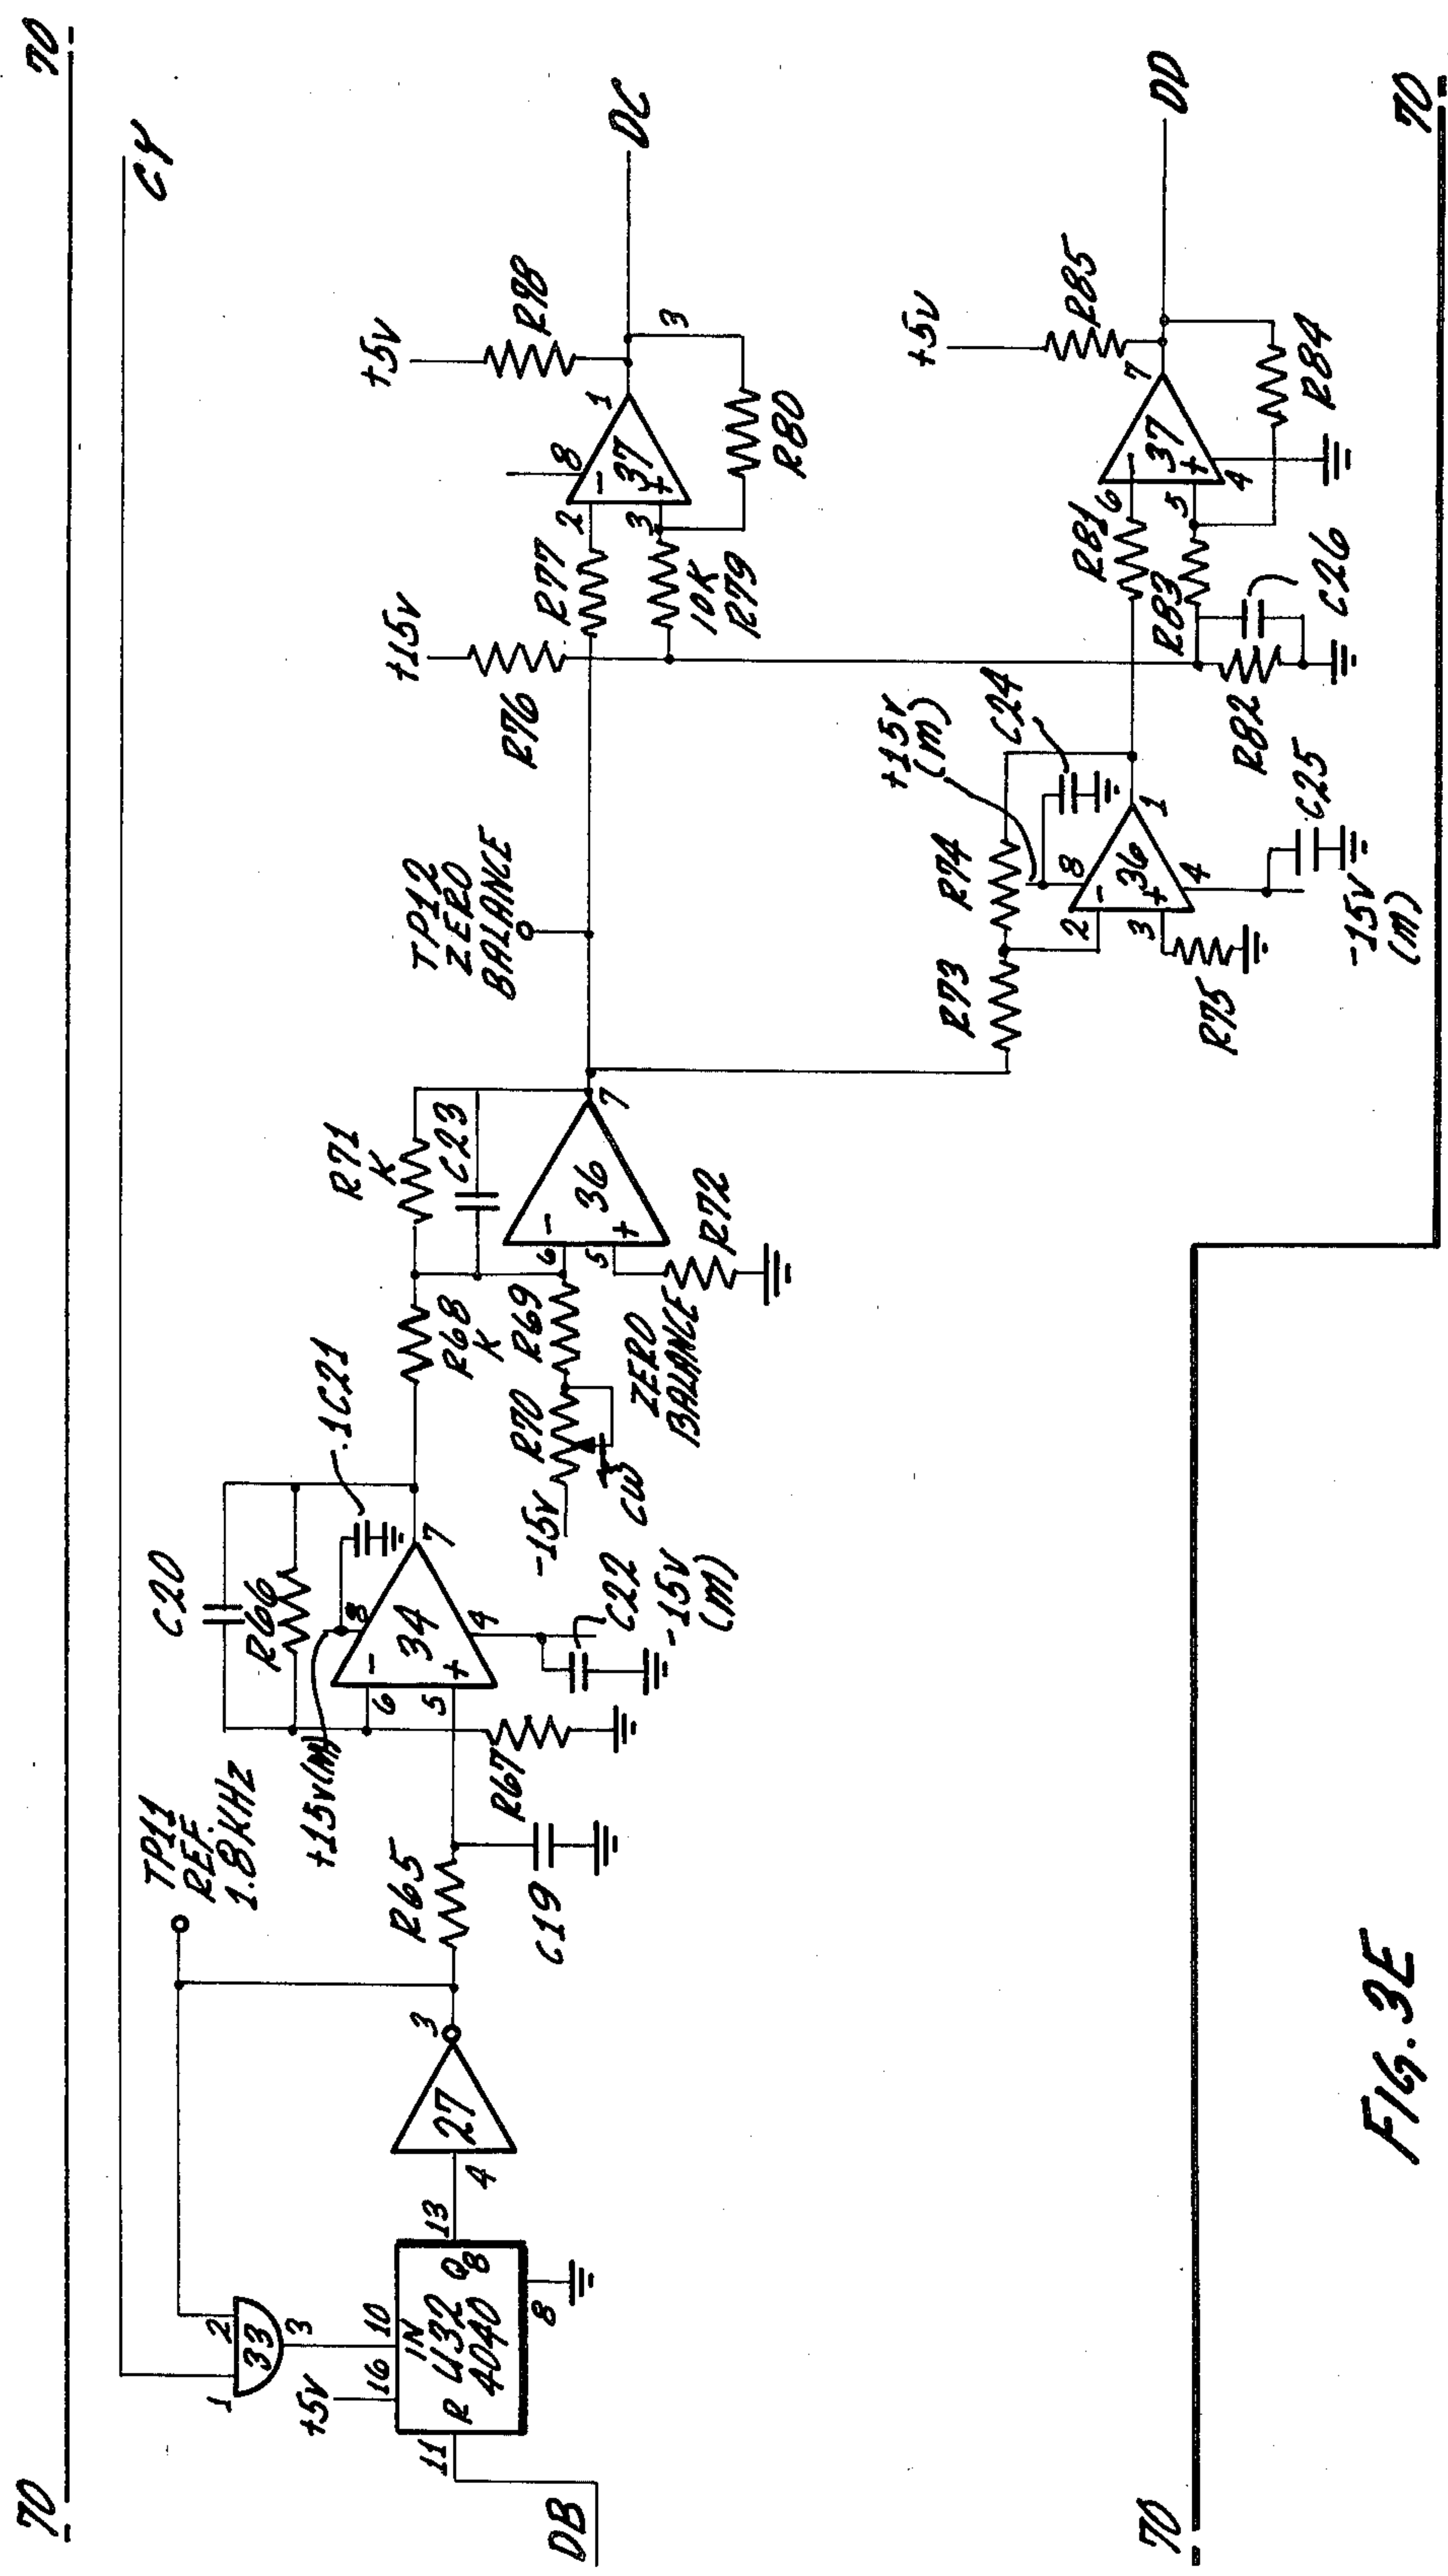 70
70
CY
TP11
REF.
1.8KHz
C20
R66
+15V(M)
.1C21
8
6
5
34
-
+
7
4
C22
-15V
(M)
R67
R65
C19
1
2
33
3
+5V
16
10
IN
R U32
4040
Q8
11
13
8
DB
4
27
3
R68
K
R71
K
C23
-15V
R70
R69
CW
ZERO
BALANCE
6
5
-
+
36
7
R72
TP12
ZERO
BALANCE
+15V
R76
R77
10K
R79
2
3
8
-
+
37
1
+5V
R98
3
R80
DC
R73
R74
+15V
(M)
C24
2
3
8
-
+
36
1
4
R75
C25
-15V
(M)
R81
R83
R82
C26
6
5
-
+
37
7
4
+5V
R85
R84
DD
70
70
FIG. 3E